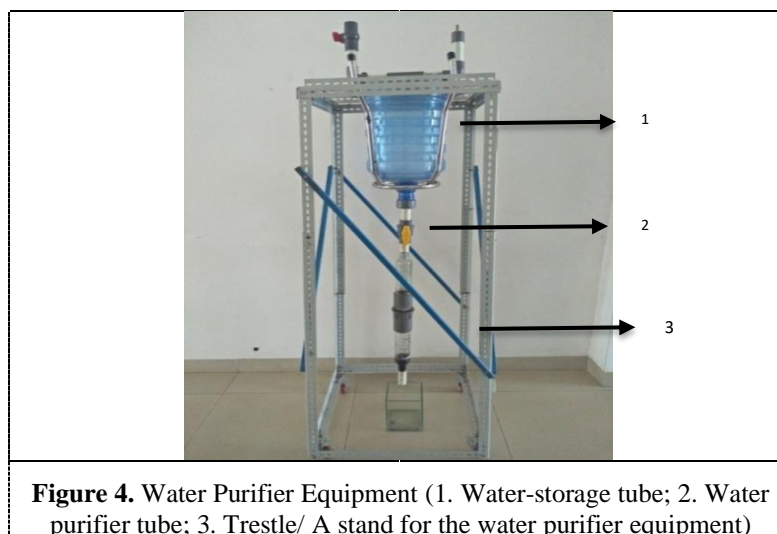 1
2
3
Figure 4. Water Purifier Equipment (1. Water-storage tube; 2. Water
purifier tube; 3. Trestle/ A stand for the water purifier equipment)